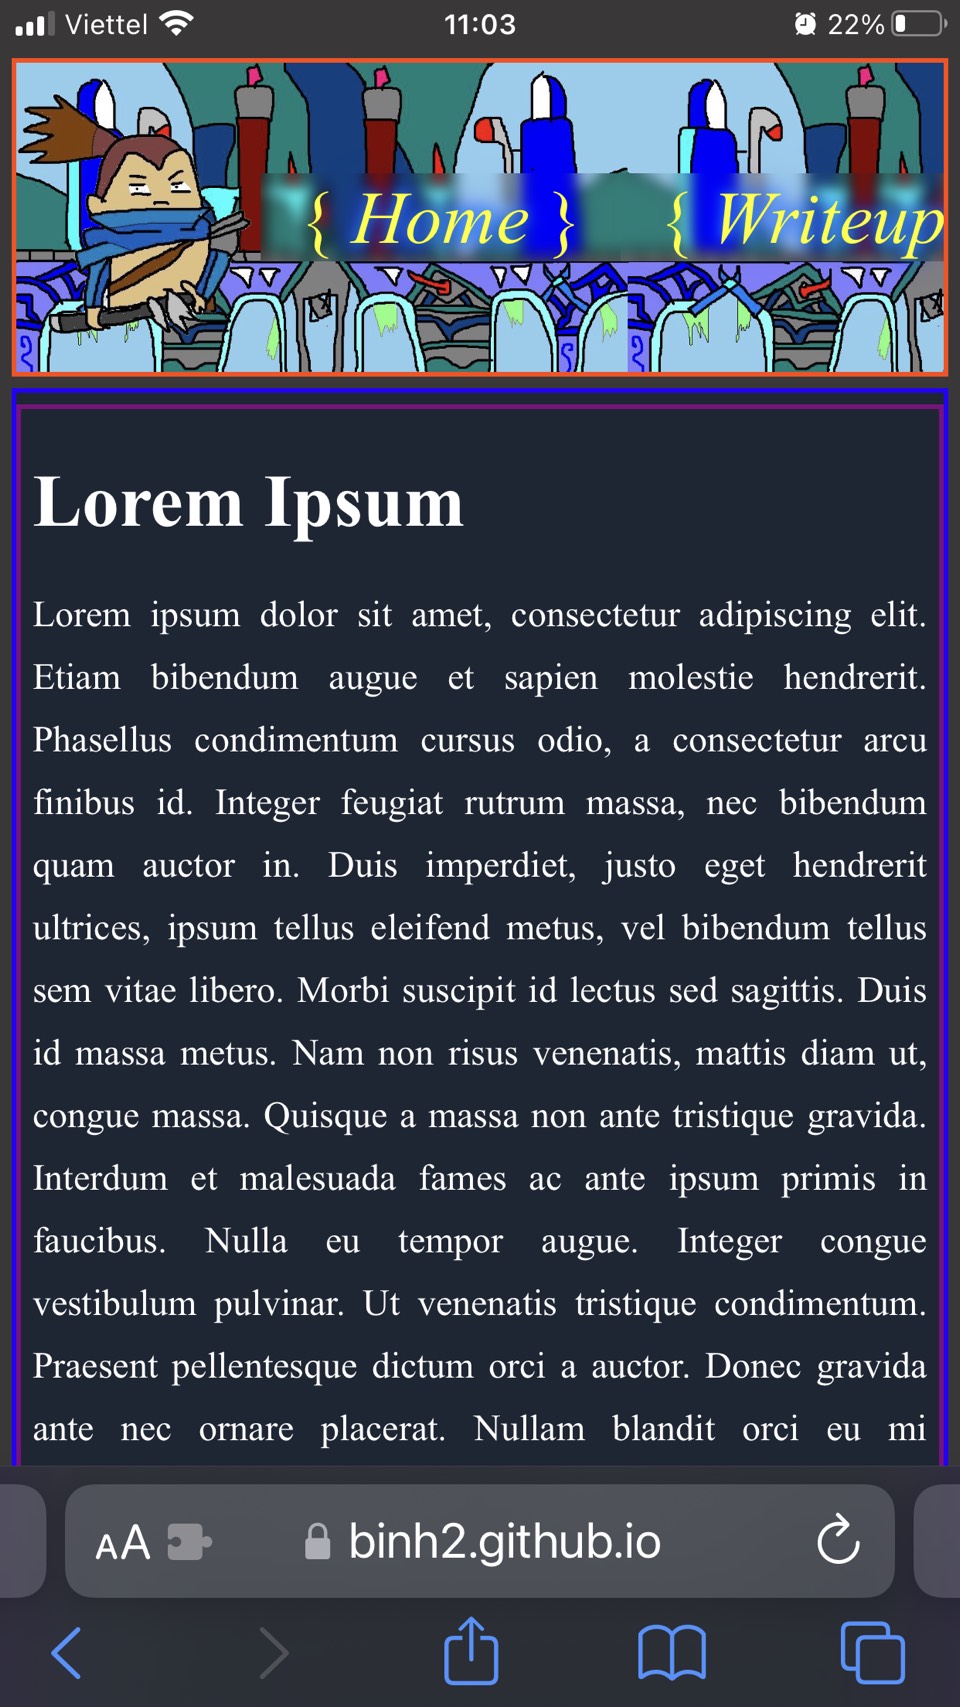 Viettel 11:03 22%
{ Home } { Writeup
Lorem Ipsum
Lorem ipsum dolor sit amet, consectetur adipiscing elit.
Etiam bibendum augue et sapien molestie hendrerit.
Phasellus condimentum cursus odio, a consectetur arcu
finibus id. Integer feugiat rutrum massa, nec bibendum
quam auctor in. Duis imperdiet, justo eget hendrerit
ultrices, ipsum tellus eleifend metus, vel bibendum tellus
sem vitae libero. Morbi suscipit id lectus sed sagittis. Duis
id massa metus. Nam non risus venenatis, mattis diam ut,
congue massa. Quisque a massa non ante tristique gravida.
Interdum et malesuada fames ac ante ipsum primis in
faucibus. Nulla eu tempor augue. Integer congue
vestibulum pulvinar. Ut venenatis tristique condimentum.
Praesent pellentesque dictum orci a auctor. Donec gravida
ante nec ornare placerat. Nullam blandit orci eu mi
AA binh2.github.io